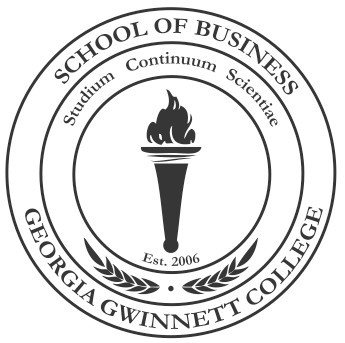 SCHOOL OF BUSINESS
Studium Continuum Scientiae
Est. 2006
GEORGIA GWINNETT COLLEGE